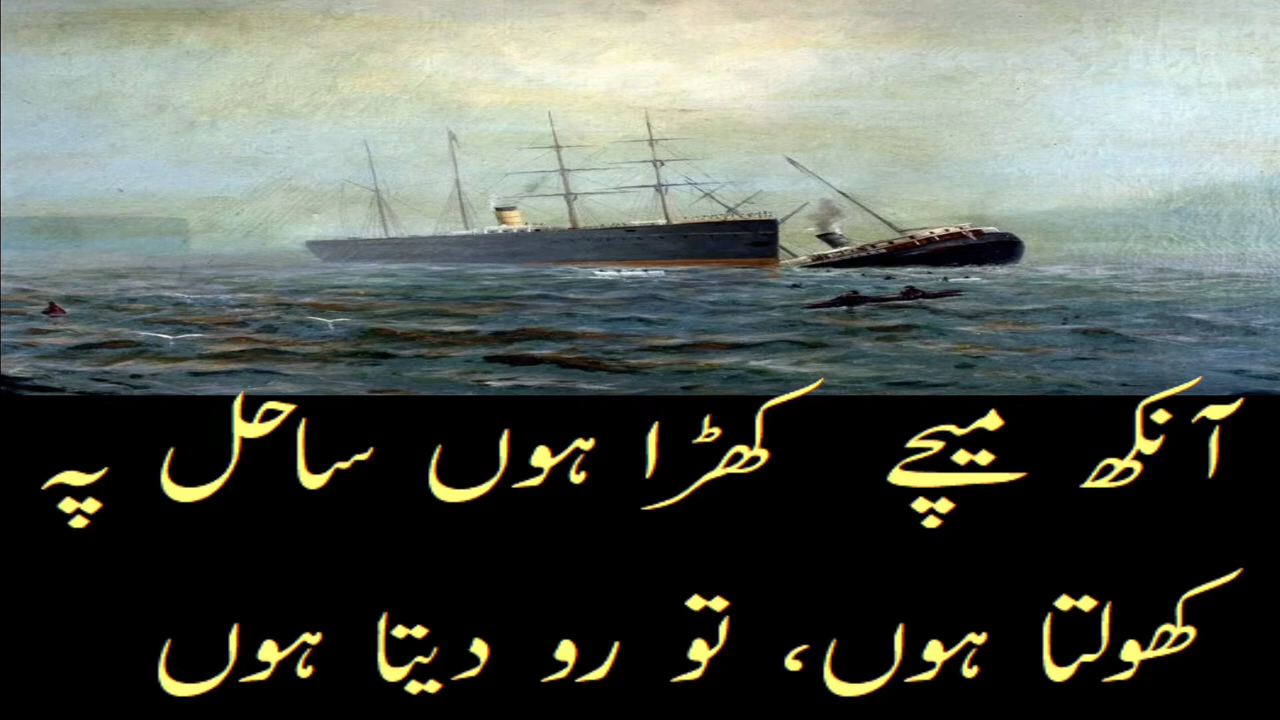 آنکھ میچے کھڑا ہوں ساحل پہ
کھولتا ہوں، تو رو دیتا ہوں